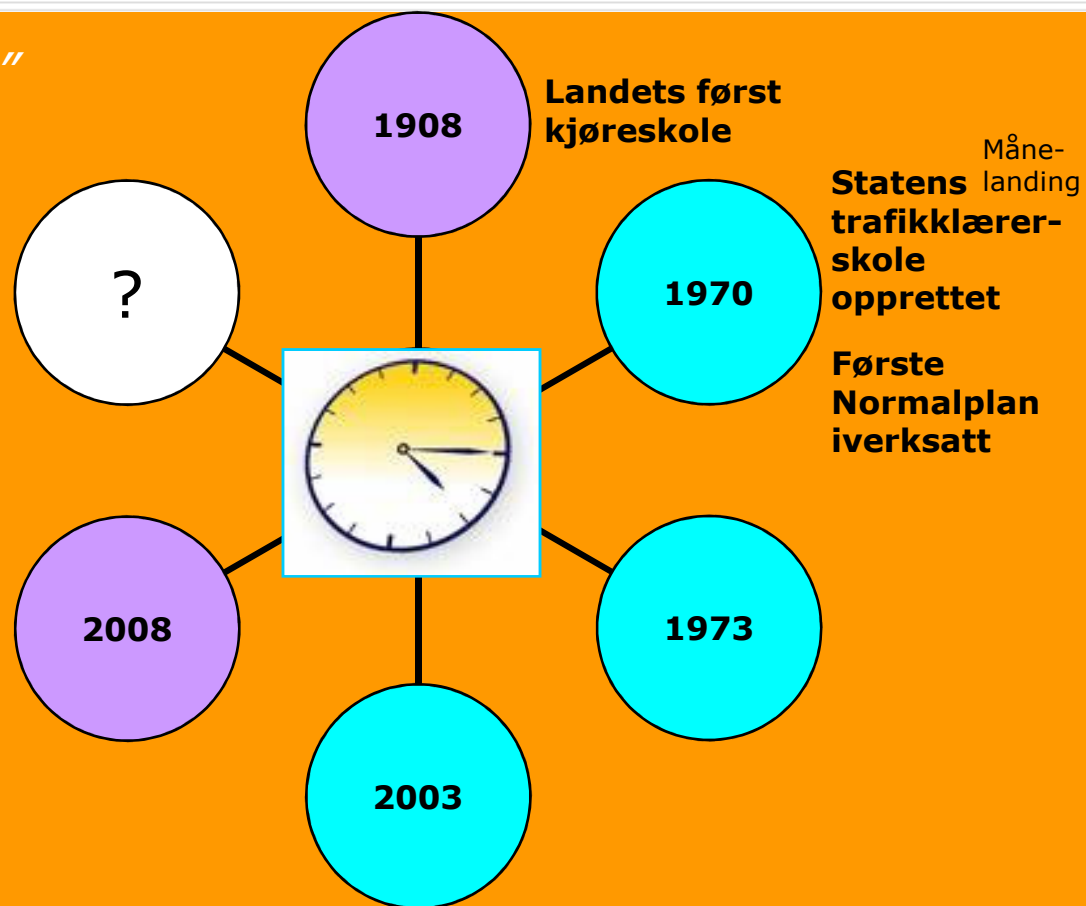 ”
1908
Landets først
kjøreskole
Måne-
landing
Statens
trafikklærer-
skole
opprettet
1970
Første
Normalplan
iverksatt
?
1973
2008
2003